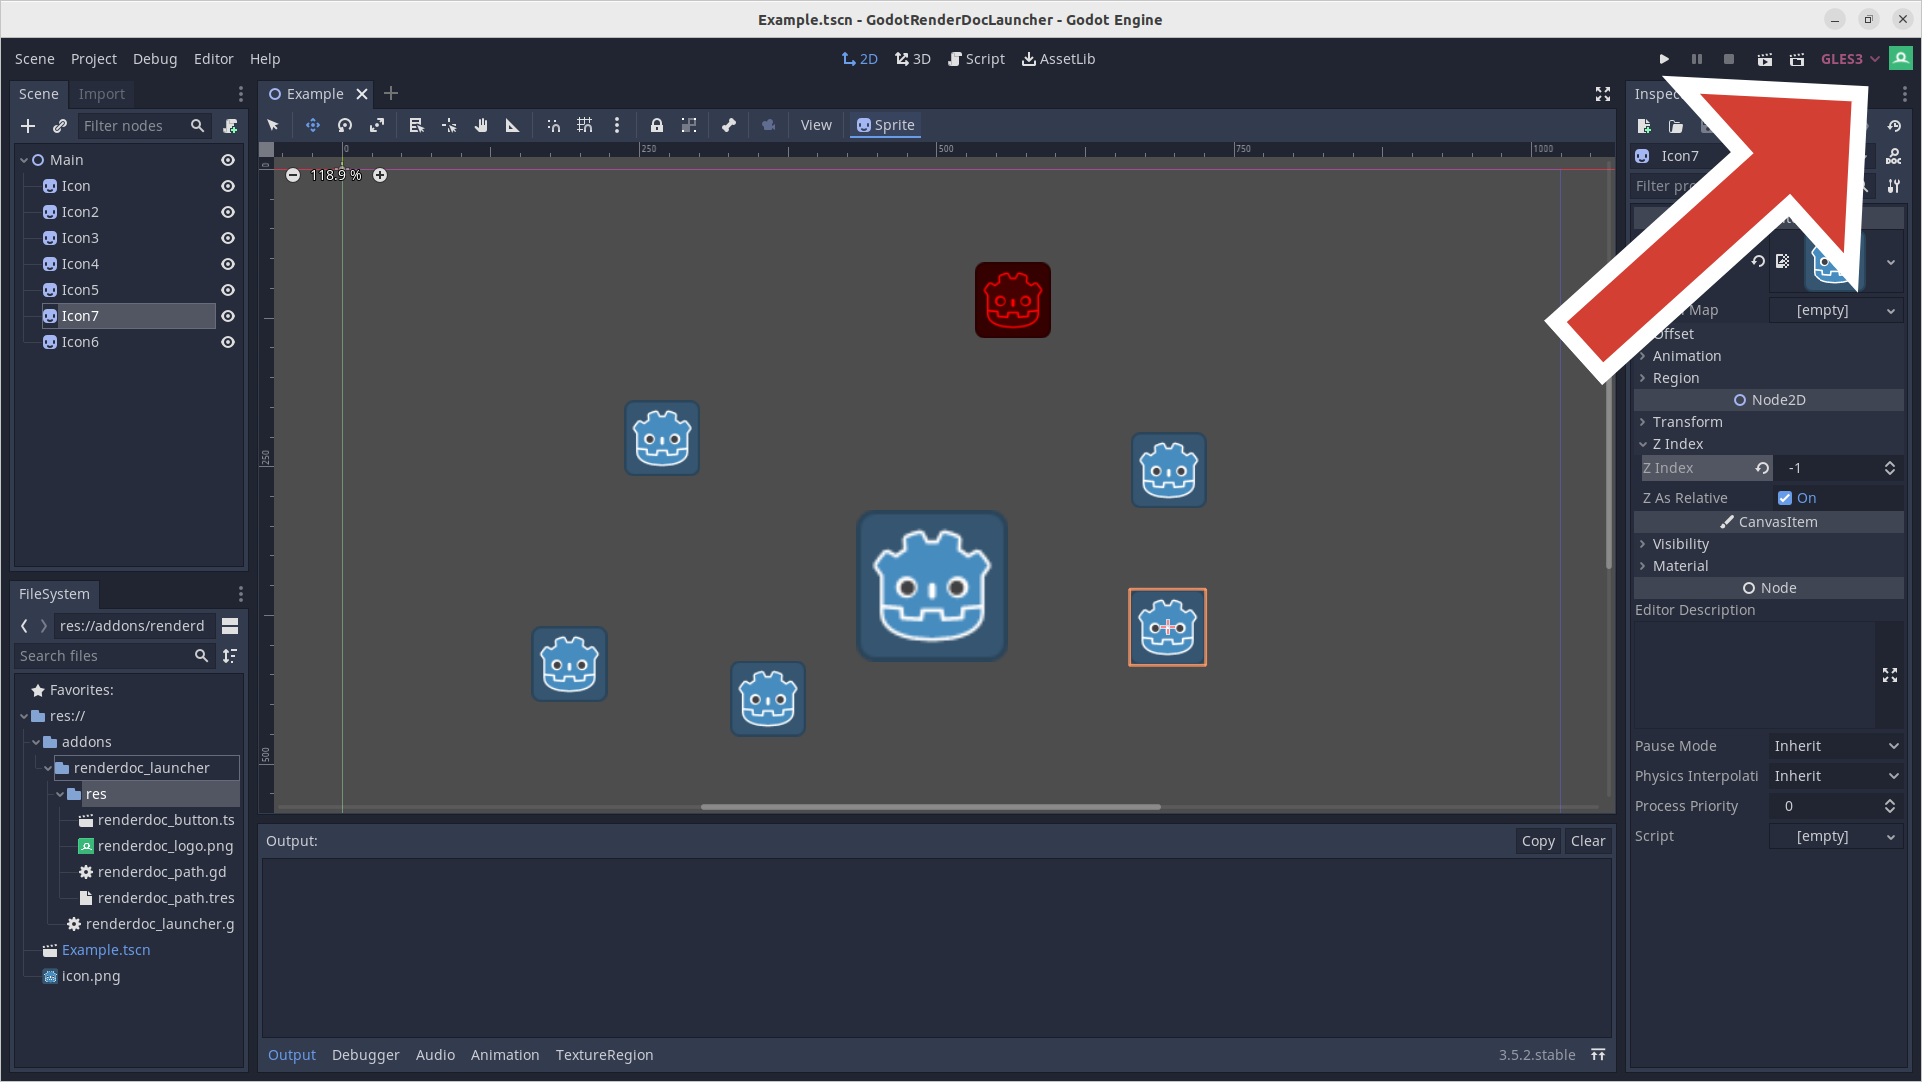 Example.tscn - GodotRenderDocLauncher - Godot Engine
Scene Project Debug Editor Help
2D 3D Script AssetLib
GLES3
Scene Import
Filter nodes
Main
Icon
Icon2
Icon3
Icon4
Icon5
Icon7
Icon6
FileSystem
res://addons/renderd
Search files
Favorites:
res://
addons
renderdoc_launcher
res
renderdoc_button.ts
renderdoc_logo.png
renderdoc_path.gd
renderdoc_path.tres
renderdoc_launcher.g
Example.tscn
icon.png
Example
View Sprite
0 250 500 750 1000
118.9 %
0
250
500
Output:
Copy Clear
Output Debugger Audio Animation TextureRegion
3.5.2.stable
Inspec
DOC
Icon7
Filter pr
Map [empty]
Offset
Animation
Region
Node2D
Transform
Z Index
Z Index -1
Z As Relative On
CanvasItem
Visibility
Material
Node
Editor Description
Pause Mode Inherit
Physics Interpolati Inherit
Process Priority 0
Script [empty]